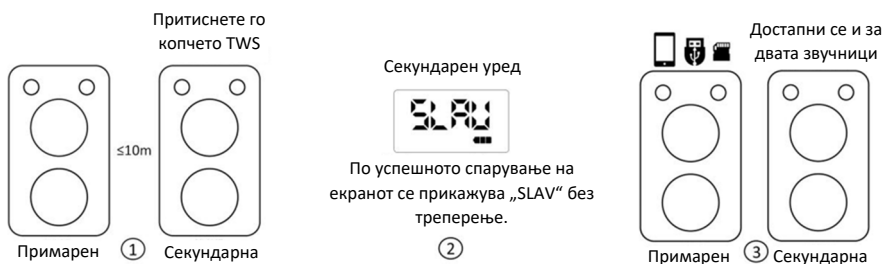 Притиснете го
копчето TWS
≤10m
Примарен
1
Секундарна
Секундарен уред
SLAV
По успешното спарување на
екранот се прикажува „SLAV“ без
треперење.
2
Достапни се и за
двата звучници
Примарен
3
Секундарна